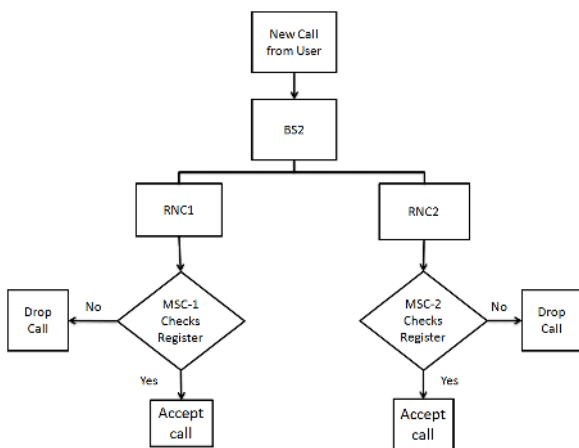 New Call
from User
BS2
RNC1
RNC2
MSC-1
Checks
Register
MSC-2
Checks
Register
No
Drop
Call
No
Drop
Call
Yes
Yes
Accept
call
Accept
call